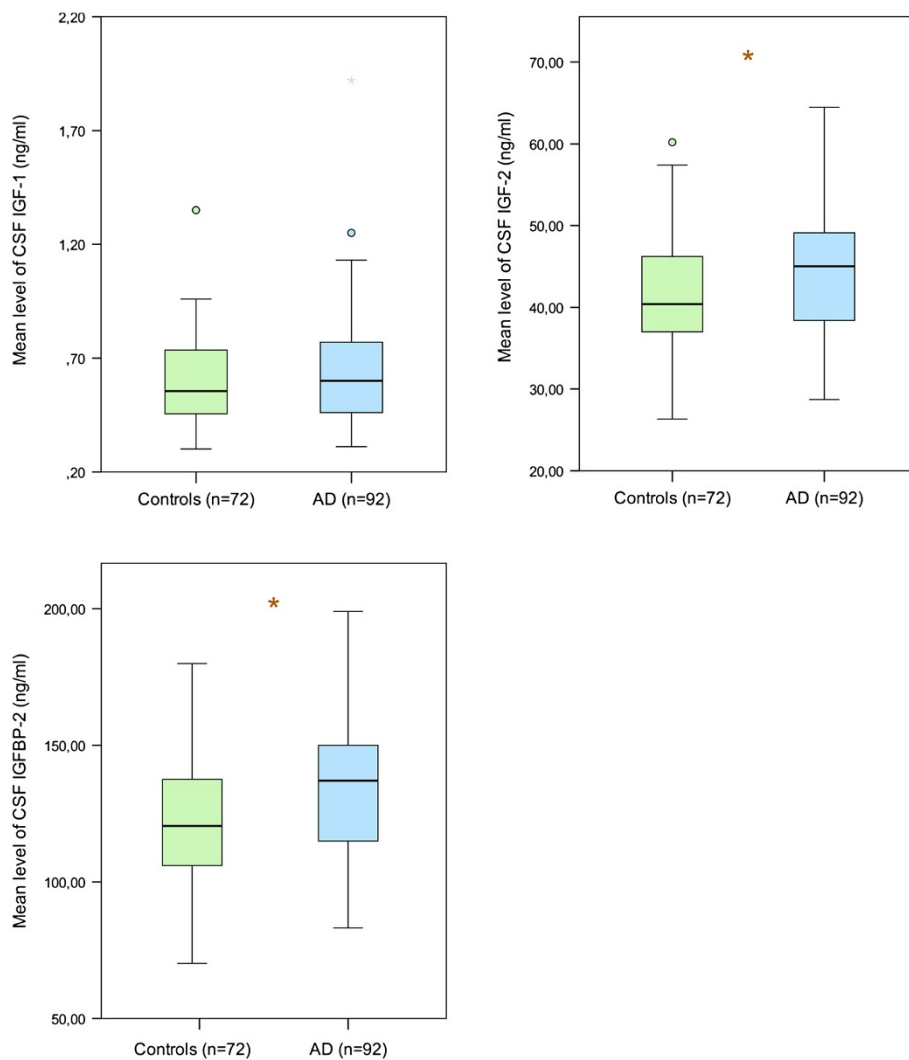 Mean level of CSF IGF-1 (ng/ml)
2,20
1,70
1,20
,70
,20
*
Controls (n=72)
AD (n=92)
Mean level of CSF IGF-2 (ng/ml)
70,00
60,00
50,00
40,00
30,00
20,00
*
Controls (n=72)
AD (n=92)
Mean level of CSF IGFBP-2 (ng/ml)
200,00
150,00
100,00
50,00
*
Controls (n=72)
AD (n=92)